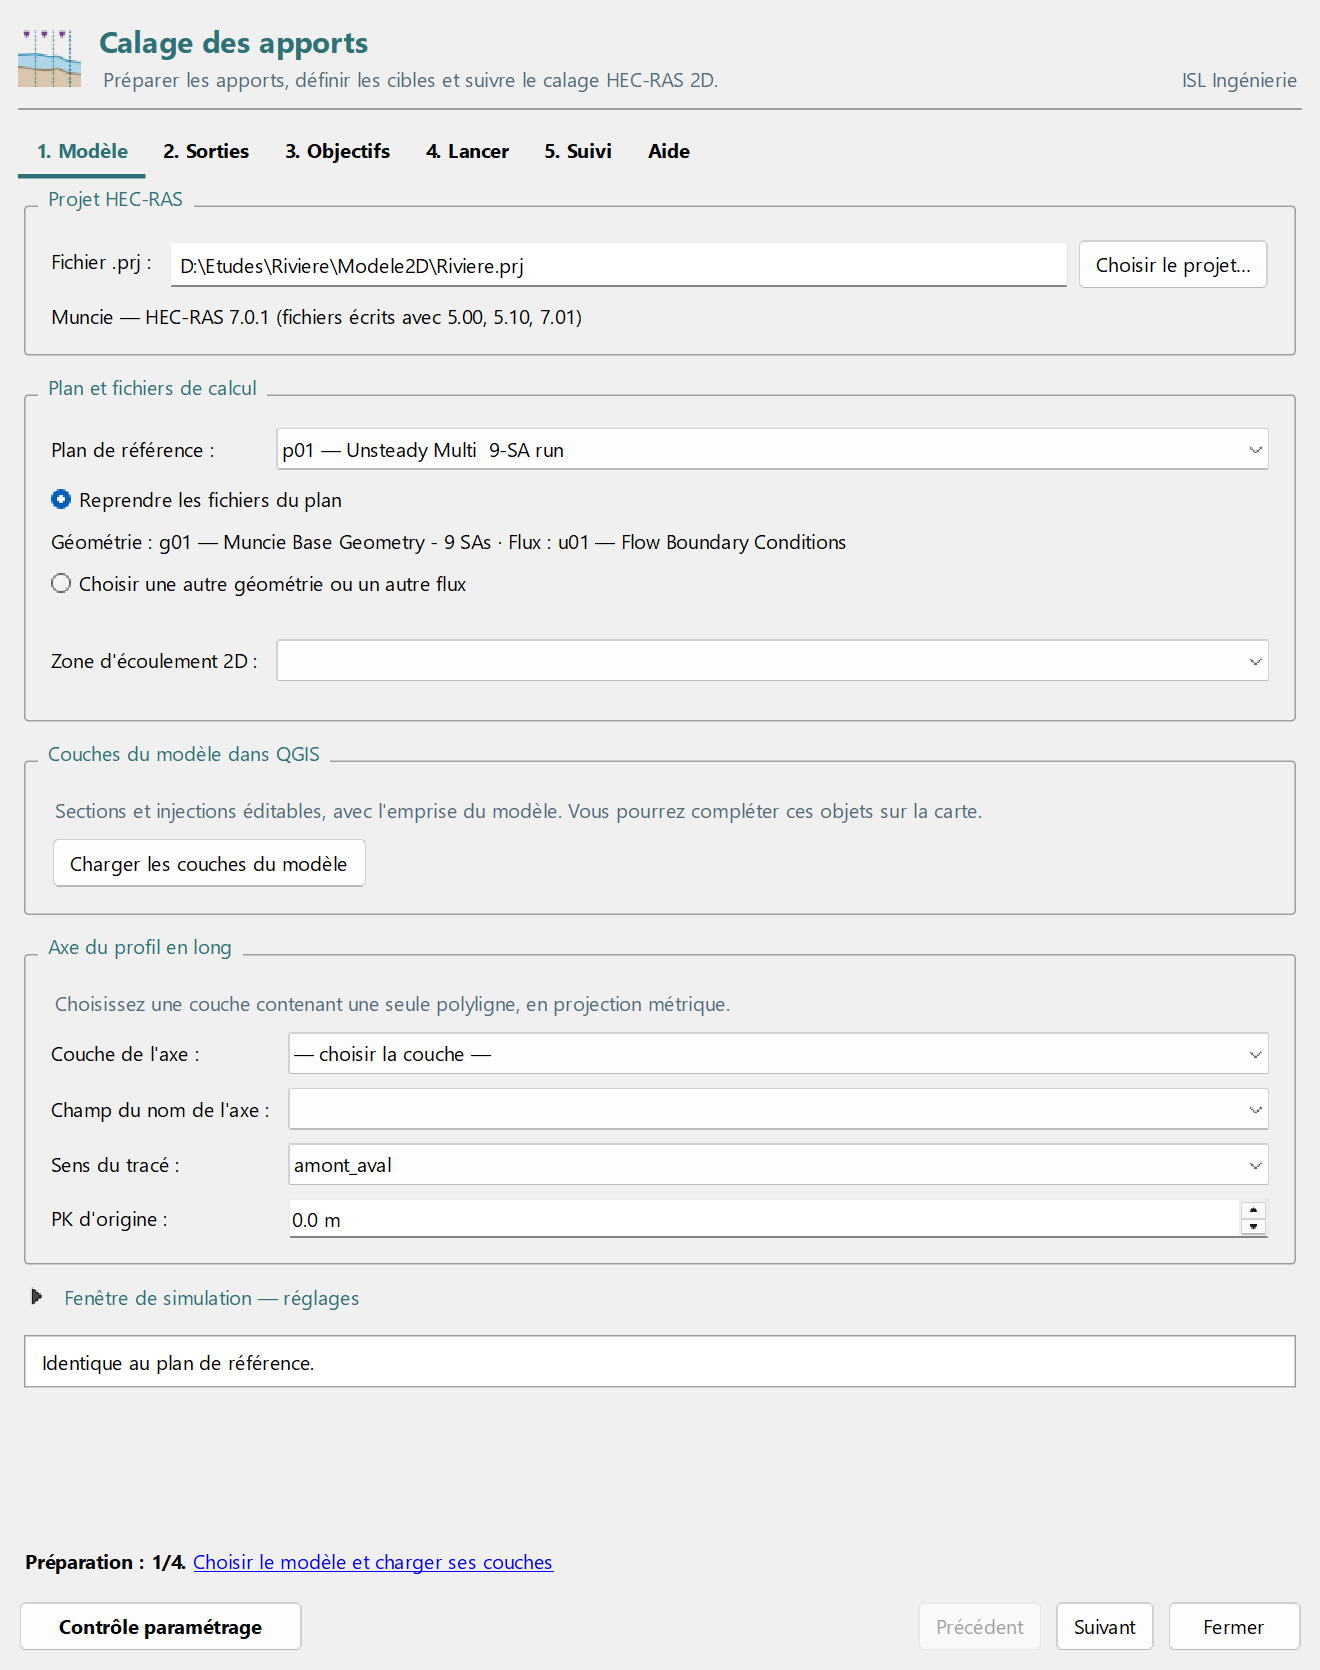 Calage des apports
Préparer les apports, définir les cibles et suivre le calage HEC-RAS 2D.
ISL Ingénierie
1. Modèle
2. Sorties
3. Objectifs
4. Lancer
5. Suivi
Aide
Projet HEC-RAS
Fichier .prj :
D:\Etudes\Riviere\Modele2D\Riviere.prj
Choisir le projet...
Muncie — HEC-RAS 7.0.1 (fichiers écrits avec 5.00, 5.10, 7.01)
Plan et fichiers de calcul
Plan de référence :
p01 — Unsteady Multi  9-SA run
Reprendre les fichiers du plan
Géométrie : g01 — Muncie Base Geometry - 9 SAs · Flux : u01 — Flow Boundary Conditions
Choisir une autre géométrie ou un autre flux
Zone d'écoulement 2D :
Couches du modèle dans QGIS
Sections et injections éditables, avec l'emprise du modèle. Vous pourrez compléter ces objets sur la carte.
Charger les couches du modèle
Axe du profil en long
Choisissez une couche contenant une seule polyligne, en projection métrique.
Couche de l'axe :
— choisir la couche —
Champ du nom de l'axe :
Sens du tracé :
amont_aval
PK d'origine :
0.0 m
Fenêtre de simulation — réglages
Identique au plan de référence.
Préparation : 1/4. Choisir le modèle et charger ses couches
Contrôle paramétrage
Précédent
Suivant
Fermer